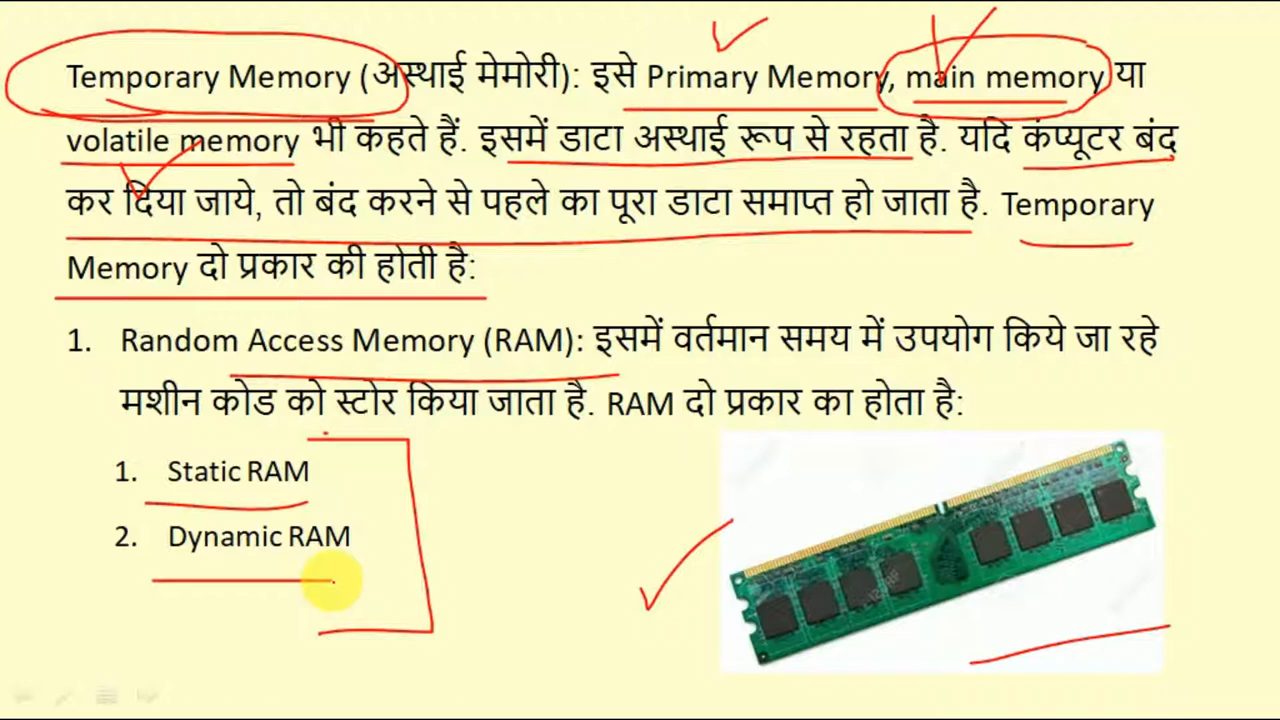 Temporary Memory (अस्थाई मेमोरी): इसे Primary Memory, main memory या
volatile memory भी कहते हैं. इसमें डाटा अस्थाई रूप से रहता है. यदि कंप्यूटर बंद
कर दिया जाये, तो बंद करने से पहले का पूरा डाटा समाप्त हो जाता है. Temporary
Memory दो प्रकार की होती है:
1. Random Access Memory (RAM): इसमें वर्तमान समय में उपयोग किये जा रहे
मशीन कोड को स्टोर किया जाता है. RAM दो प्रकार का होता है:
1. Static RAM
2. Dynamic RAM